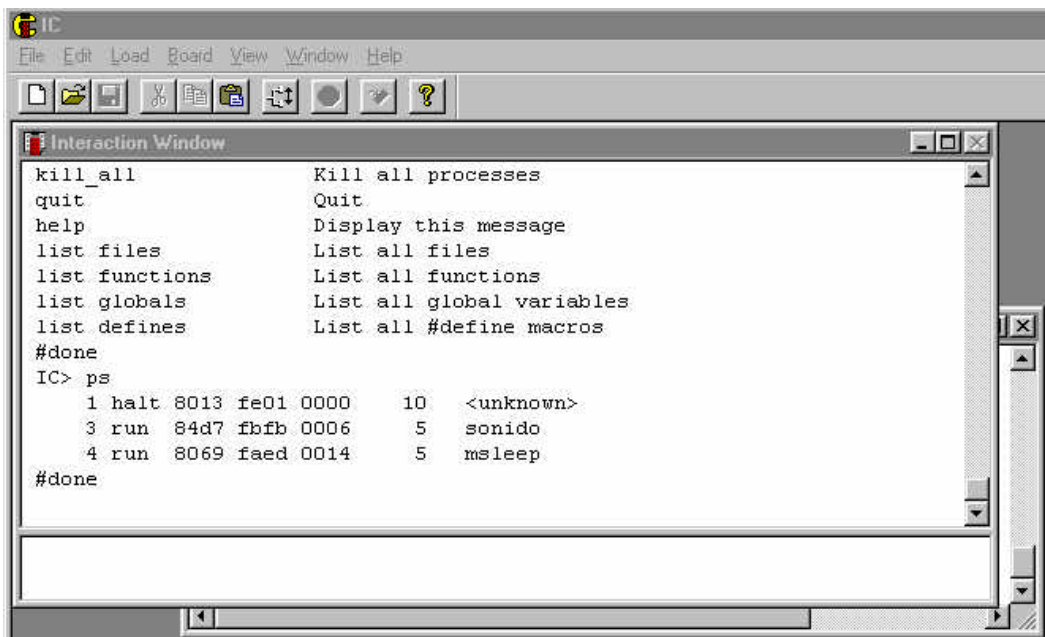 IC
File Edit Load Board View Window Help
Interaction Window
kill_all Kill all processes
quit Quit
help Display this message
list files List all files
list functions List all functions
list globals List all global variables
list defines List all #define macros
#done
IC> ps
1 halt 8013 fe01 0000 10 <unknown>
3 run 84d7 fbfb 0006 5 sonido
4 run 8069 faed 0014 5 msleep
#done